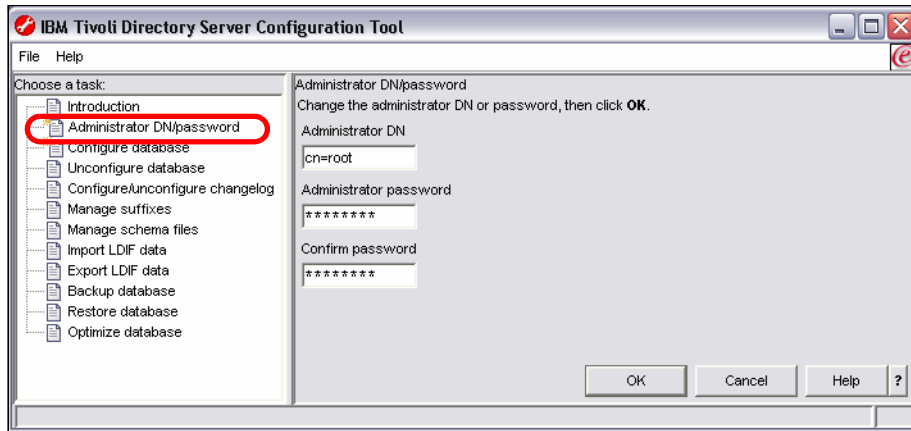 IBM Tivoli Directory Server Configuration Tool
File Help
Choose a task:
Introduction
Administrator DN/password
Configure database
Unconfigure database
Configure/unconfigure changelog
Manage suffixes
Manage schema files
Import LDIF data
Export LDIF data
Backup database
Restore database
Optimize database
Administrator DN/password
Change the administrator DN or password, then click OK.
Administrator DN
cn=root
Administrator password
********
Confirm password
********
OK Cancel Help ?